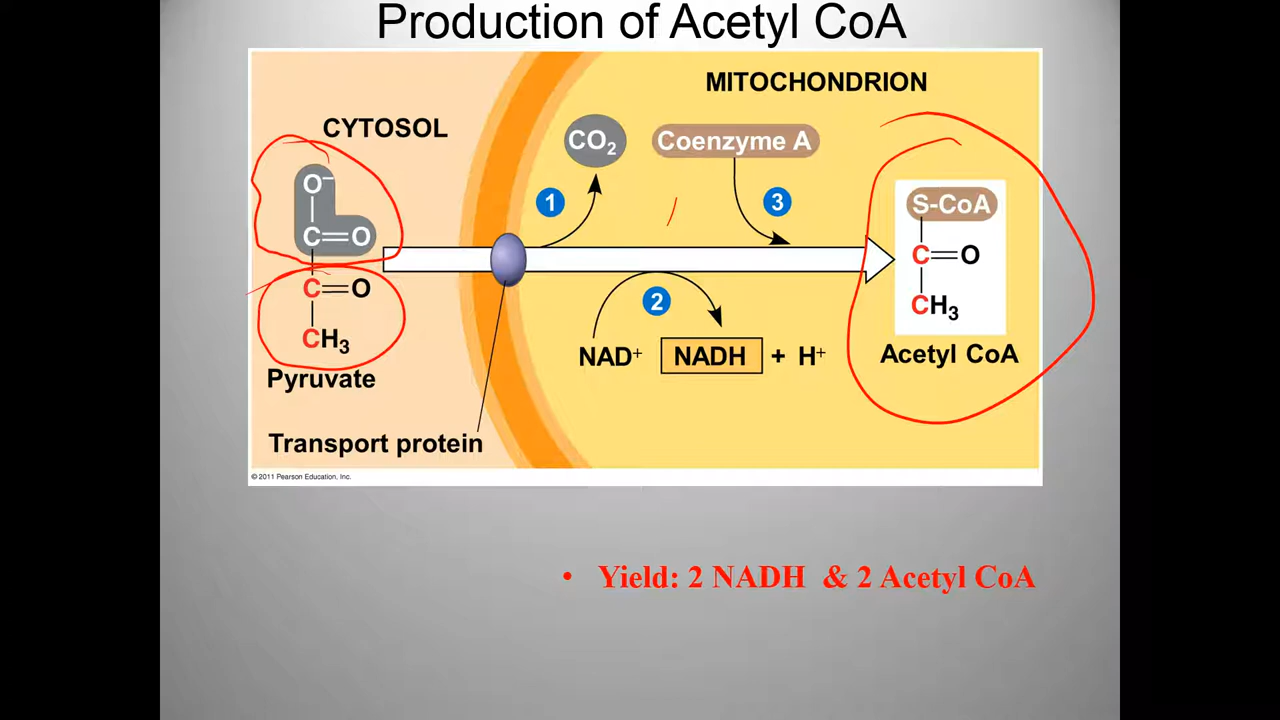 Production of Acetyl CoA
MITOCHONDRION
CYTOSOL
CO₂
Coenzyme A
O⁻
1
3
S-CoA
C=O
C=O
C=O
CH₃
2
CH₃
NAD⁺ NADH + H⁺
Acetyl CoA
Pyruvate
Transport protein
© 2011 Pearson Education, Inc.
• Yield: 2 NADH & 2 Acetyl CoA